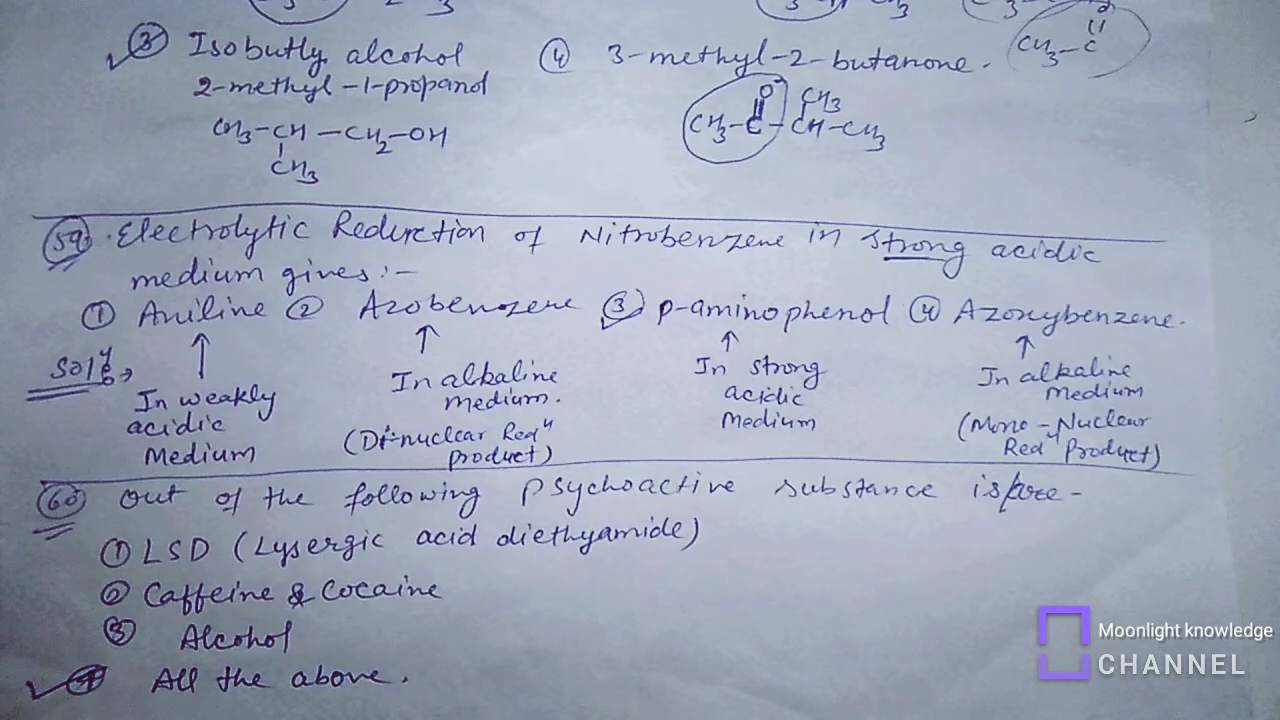 ③ Isobutly alcohol
2-methyl-1-propanol
CH3-CH-CH2-OH
CH3
④ 3-methyl-2-butanone.
O CH3
CH3-C-CH-CH3
CH3-C
59. Electrolytic Reduction of Nitrobenzene in strong acidic
medium gives:-
① Aniline ② Azobenzene ③ p-aminophenol ④ Azoxybenzene.
Solⁿ
In weakly
acidic
Medium
In alkaline
medium.
(Di-nuclear Redⁿ
product)
In strong
acidic
Medium
In alkaline
Medium
(Mono-Nuclear
Redⁿ Product)
60 Out of the following psychoactive substance is/are-
① LSD (Lysergic acid diethyamide)
② Caffeine & Cocaine
③ Alcohol
④ All the above.
Moonlight knowledge
CHANNEL